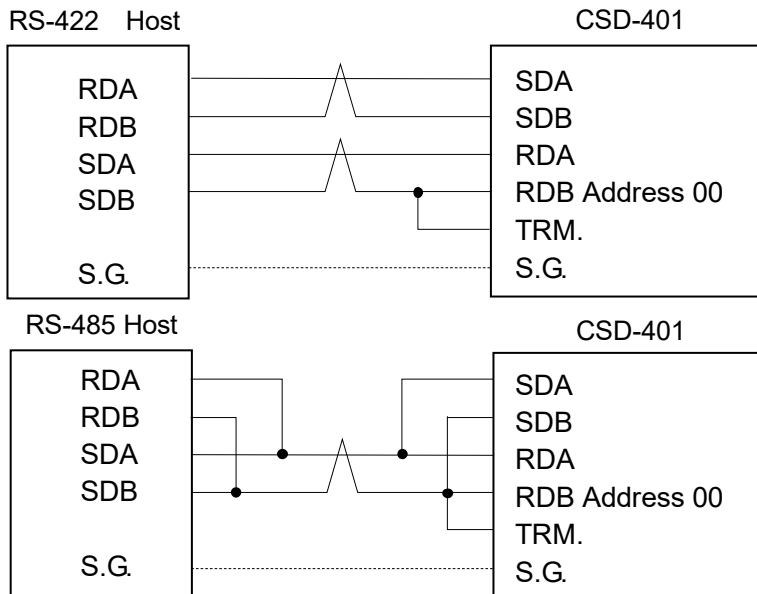 RS-422 Host
CSD-401
RDA
RDB
SDA
SDB
S.G.
SDA
SDB
RDA
RDB Address 00
TRM.
S.G.
RS-485 Host
CSD-401
RDA
RDB
SDA
SDB
S.G.
SDA
SDB
RDA
RDB Address 00
TRM.
S.G.